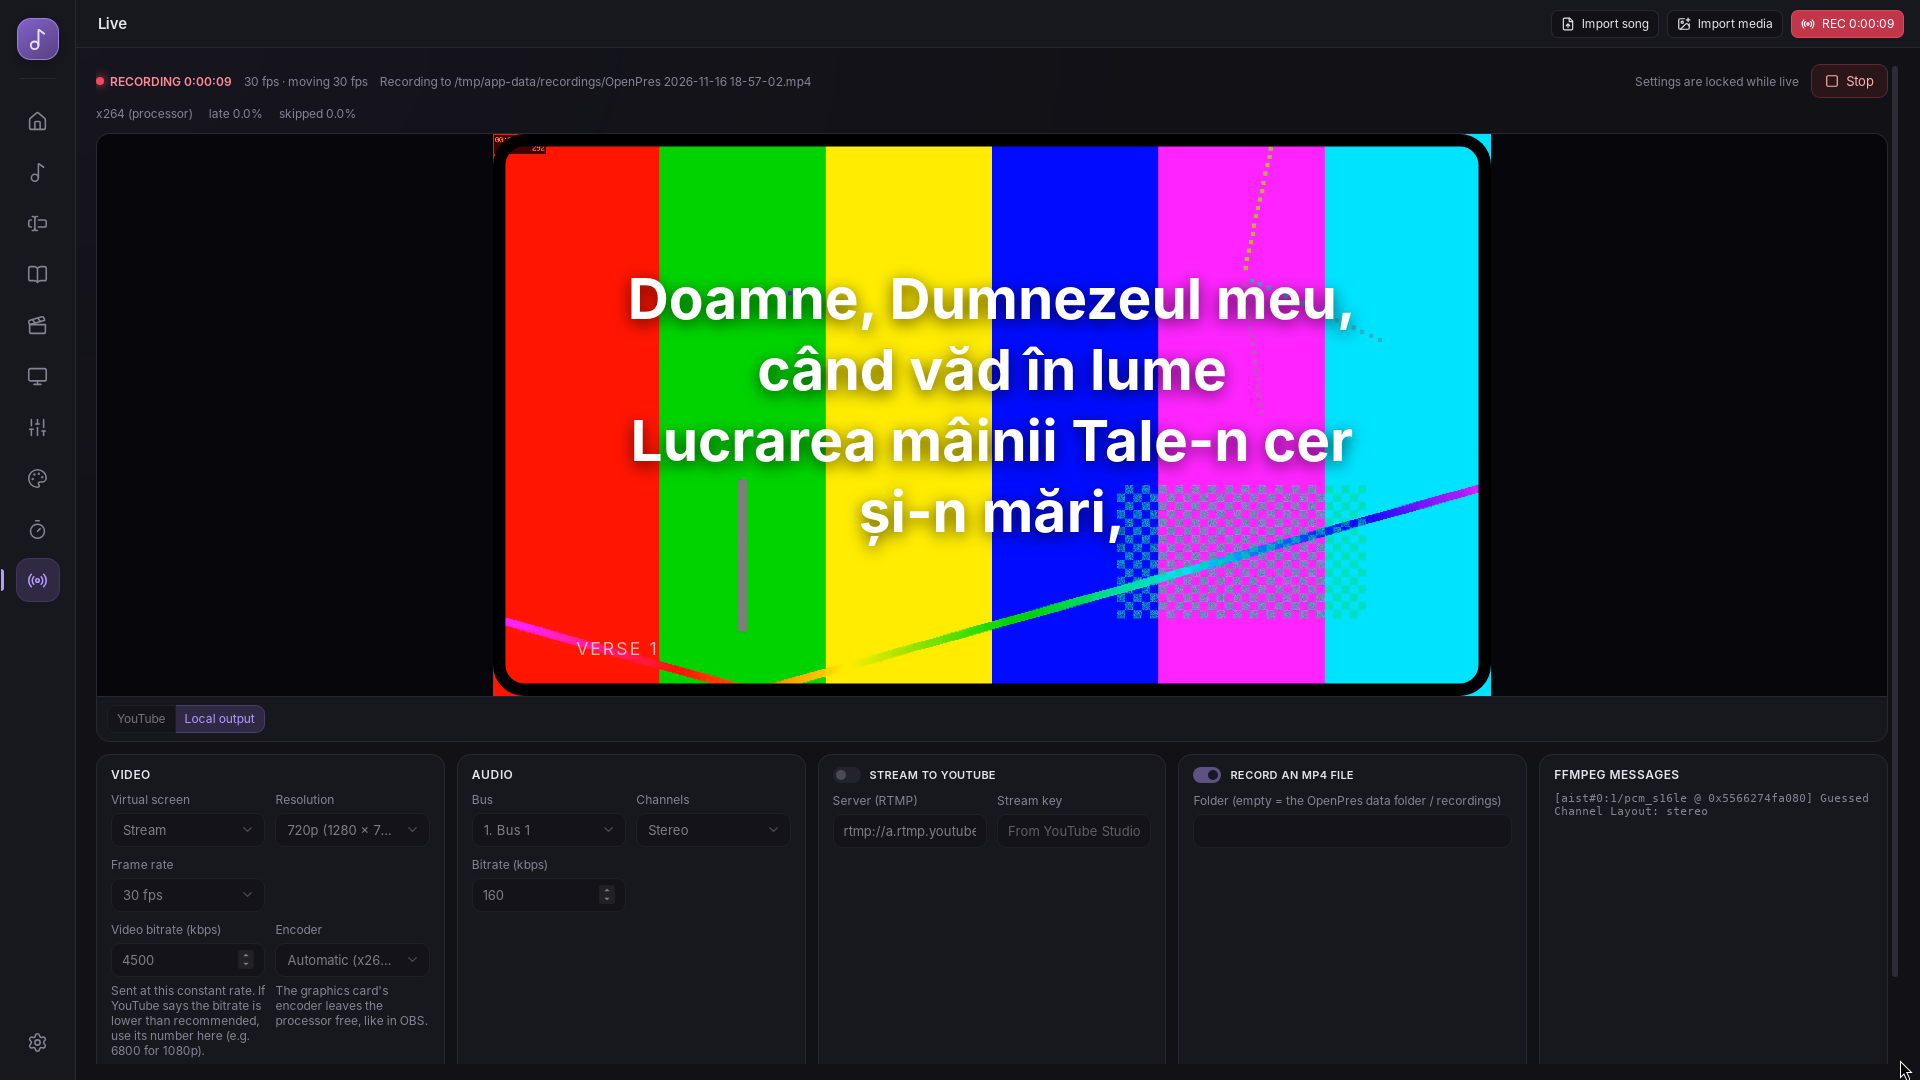 Live
Import song
Import media
REC 0:00:09
RECORDING 0:00:09
30 fps · moving 30 fps
Recording to /tmp/app-data/recordings/OpenPres 2026-11-16 18-57-02.mp4
Settings are locked while live
Stop
x264 (processor)
late 0.0%
skipped 0.0%
Doamne, Dumnezeul meu,
când văd în lume
Lucrarea mâinii Tale-n cer
și-n mări,
VERSE 1
YouTube
Local output
VIDEO
Virtual screen
Resolution
Stream
720p (1280 × 7...
Frame rate
30 fps
Video bitrate (kbps)
Encoder
4500
Automatic (x26...
Sent at this constant rate. If
YouTube says the bitrate is
lower than recommended,
use its number here (e.g.
6800 for 1080p).
The graphics card's
encoder leaves the
processor free, like in OBS.
AUDIO
Bus
Channels
1. Bus 1
Stereo
Bitrate (kbps)
160
STREAM TO YOUTUBE
Server (RTMP)
Stream key
rtmp://a.rtmp.youtube
From YouTube Studio
RECORD AN MP4 FILE
Folder (empty = the OpenPres data folder / recordings)
FFMPEG MESSAGES
[aist#0:1/pcm_s16le @ 0x5566274fa080] Guessed
Channel Layout: stereo